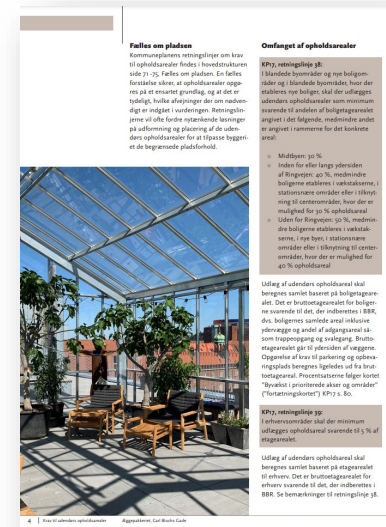 Fælles om pladsen
Kommuneplanens retningslinjer om krav
til opholdsarealer findes i hovedstrukturen
side 71 -75, Fælles om pladsen. En fælles
forståelse sikrer, at opholdsarealer opgø-
res på et ensartet grundlag, og at det er
tydeligt, hvilke afvejninger der om nødven-
digt er indgået i vurderingen. Retningslin-
jerne vil ofte fordre nytænkende løsninger
på udformning og placering af de uden-
dørs opholdsarealer for at tilpasse byggeri-
et de begrænsede pladsforhold.
Omfanget af opholdsarealer
KP17, retningslinje 38:
I blandede byområder og nye boligom-
råder og i blandede byområder, hvor der
etableres nye boliger, skal der udlægges
udendørs opholdsarealer som minimum
svarende til andelen af boligetagearealet
angivet i det følgende, medmindre andet
er angivet i rammerne for det konkrete
areal:
Midtbyen: 30 %
Inden for eller langs ydersiden
af Ringvejen: 40 %, medmindre
boligerne etableres i vækstakserne, i
stationsnære områder eller i tilknyt-
ning til centerområder, hvor der er
mulighed for 30 % opholdsareal
Uden for Ringvejen: 50 %, medmin-
dre boligerne etableres i vækstak-
serne, i nye byer, i stationsnære
områder eller i tilknytning til center-
områder, hvor der er mulighed for
40 % opholdsareal
Udlæg af udendørs opholdsareal skal
beregnes samlet baseret på boligetageare-
alet. Det er bruttoetagearealet for boliger-
ne svarende til det, der indberettes i BBR,
dvs. boligernes samlede areal inklusive
ydervægge og andel af adgangsareal så-
som trappeopgang og svalegang. Brutto-
etagearealet går til ydersiden af væggene.
Opgørelse af krav til parkering og opbeva-
ringsplads beregnes ligeledes ud fra brut-
toetageareal. Procentsatserne følger kortet
"Byvækst i prioriterede akser og områder"
("fortætningskortet") KP17 s. 80.
KP17, retningslinje 39:
I erhvervsområder skal der minimum
udlægges opholdsareal svarende til 5 % af
etagearealet.
Udlæg af udendørs opholdsareal skal
beregnes samlet baseret på etagearealet
til erhverv. Det er bruttoetagearealet for
erhverv svarende til det, der indberettes i
BBR. Se bemærkninger til retningslinje 38.
4 | Krav til udendørs opholdsarealer Æggepakkeriet, Carl Blochs Gade